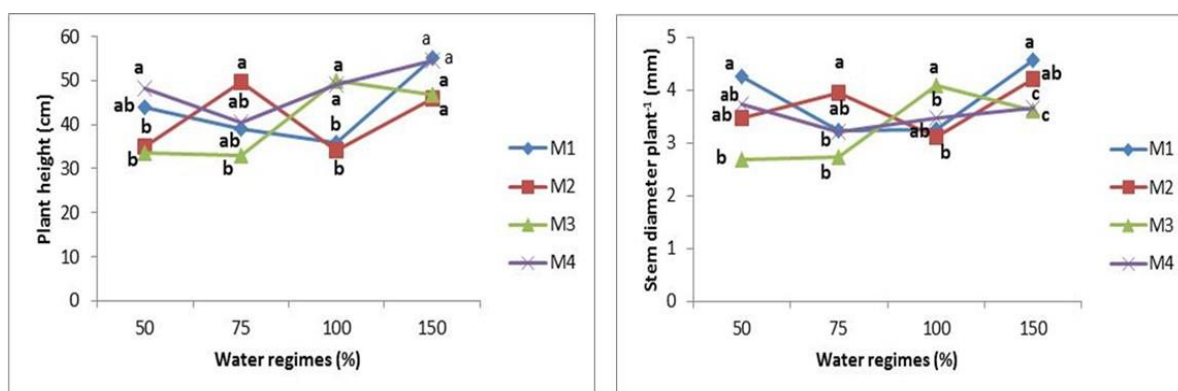 60
50
40
30
20
10
0
Plant height (cm)
a
ab
b
b
a
ab
ab
b
a
a
b
b
a
a
a
a
50 75 100 150
Water regimes (%)
M1
M2
M3
M4
5
4
3
2
1
0
Stem diameter plant⁻¹ (mm)
a
ab
ab
b
a
ab
b
b
a
b
ab
b
a
ab
c
c
50 75 100 150
Water regimes (%)
M1
M2
M3
M4